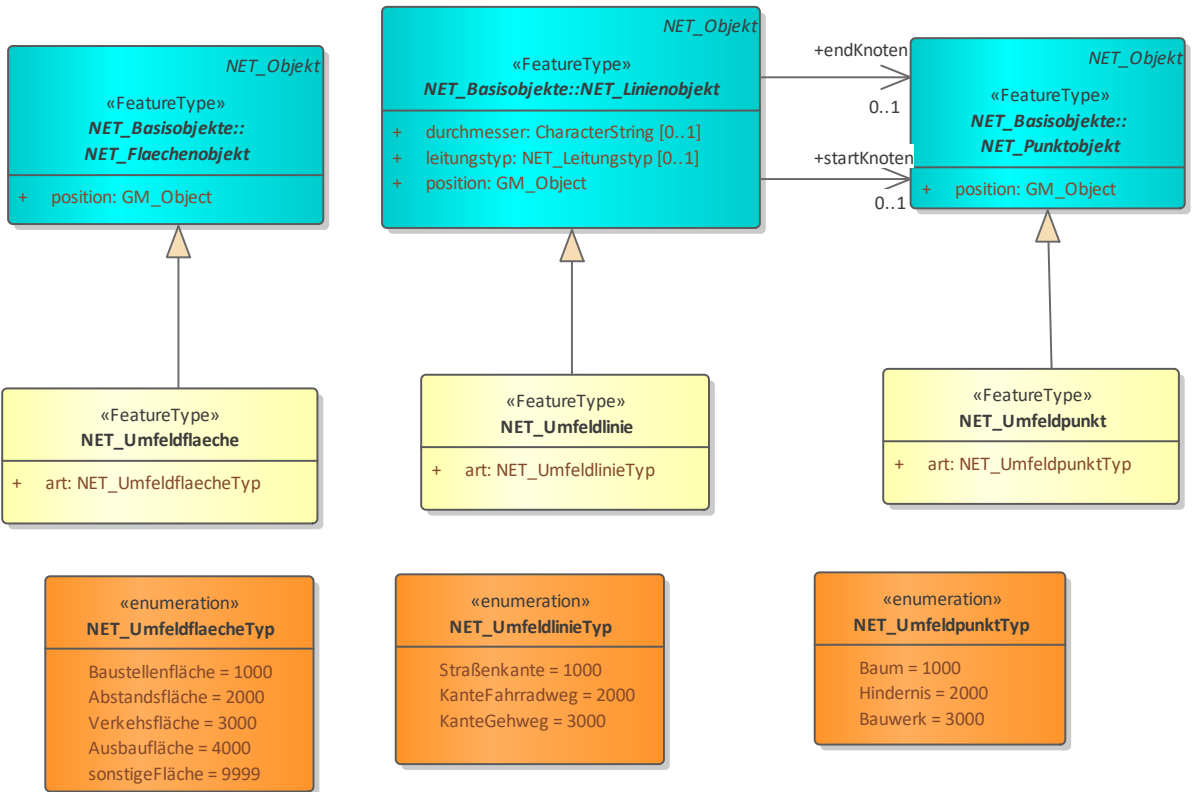 NET_Objekt
«FeatureType»
NET_Basisobjekte::
NET_Flaechenobjekt
+ position: GM_Object
NET_Objekt
«FeatureType»
NET_Basisobjekte::NET_Linienobjekt
+ durchmesser: CharacterString [0..1]
+ leitungstyp: NET_Leitungstyp [0..1]
+ position: GM_Object
+endKnoten
0..1
+startKnoten
0..1
NET_Objekt
«FeatureType»
NET_Basisobjekte::
NET_Punktobjekt
+ position: GM_Object
«FeatureType»
NET_Umfeldflaeche
+ art: NET_UmfeldflaecheTyp
«FeatureType»
NET_Umfeldlinie
+ art: NET_UmfeldlinieTyp
«FeatureType»
NET_Umfeldpunkt
+ art: NET_UmfeldpunktTyp
«enumeration»
NET_UmfeldflaecheTyp
Baustellenfläche = 1000
Abstandsfläche = 2000
Verkehsfläche = 3000
Ausbaufläche = 4000
sonstigeFläche = 9999
«enumeration»
NET_UmfeldlinieTyp
Straßenkante = 1000
KanteFahrradweg = 2000
KanteGehweg = 3000
«enumeration»
NET_UmfeldpunktTyp
Baum = 1000
Hindernis = 2000
Bauwerk = 3000